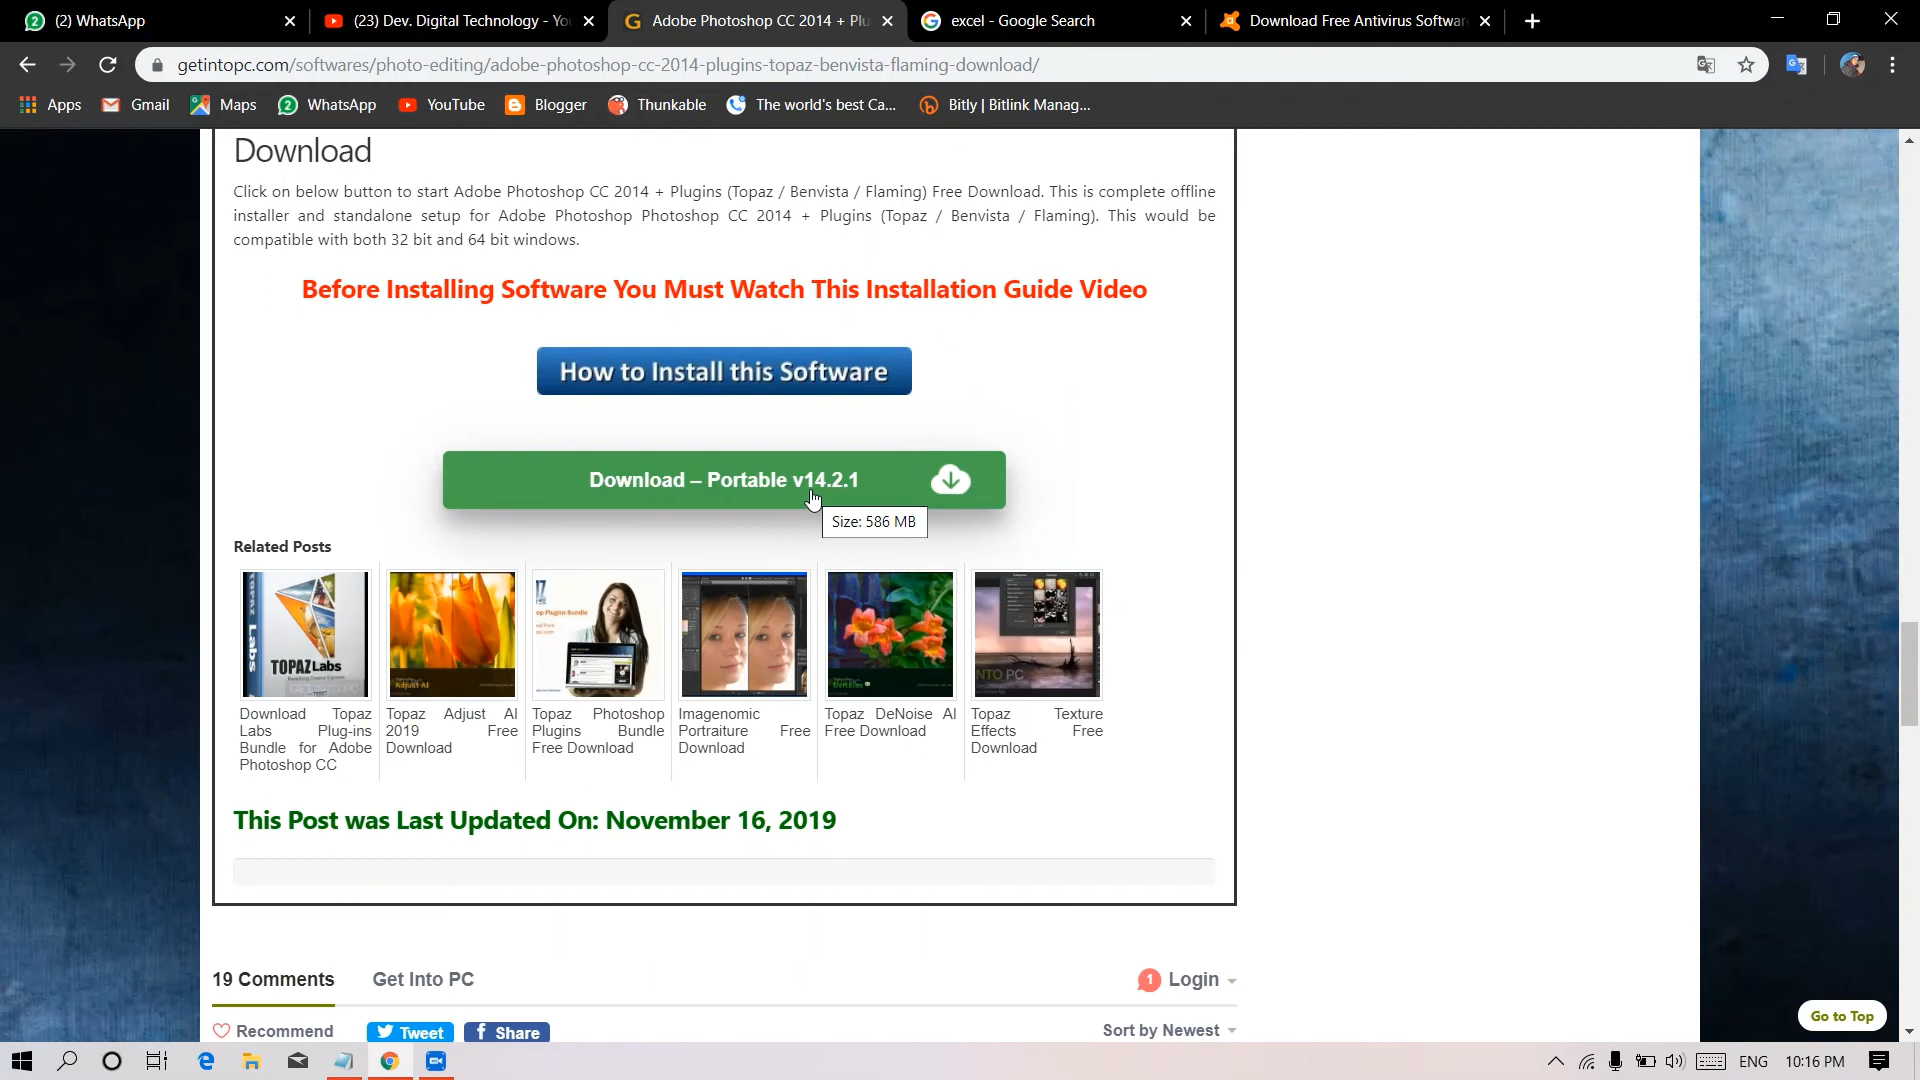 (2) WhatsApp
(23) Dev. Digital Technology - Yo
Adobe Photoshop CC 2014 + Plu
excel - Google Search
Download Free Antivirus Softwar
getintopc.com/softwares/photo-editing/adobe-photoshop-cc-2014-plugins-topaz-benvista-flaming-download/
Apps
Gmail
Maps
WhatsApp
YouTube
Blogger
Thunkable
The world's best Ca...
Bitly | Bitlink Manag...
Download
Click on below button to start Adobe Photoshop CC 2014 + Plugins (Topaz / Benvista / Flaming) Free Download. This is complete offline
installer and standalone setup for Adobe Photoshop Photoshop CC 2014 + Plugins (Topaz / Benvista / Flaming). This would be
compatible with both 32 bit and 64 bit windows.
Before Installing Software You Must Watch This Installation Guide Video
How to Install this Software
Download – Portable v14.2.1
Size: 586 MB
Related Posts
TOPAZ Labs
Download Topaz
Labs Plug-ins
Bundle for Adobe
Photoshop CC
Adjust AI
Topaz Adjust AI
2019 Free
Download
op Plugins Bundle
Topaz Photoshop
Plugins Bundle
Free Download
Imagenomic
Portraiture Free
Download
Topaz DeNoise AI
Free Download
NTO PC
Topaz Texture
Effects Free
Download
This Post was Last Updated On: November 16, 2019
19 Comments
Get Into PC
1
Login
Recommend
Tweet
Share
Sort by Newest
Go to Top
ENG
10:16 PM